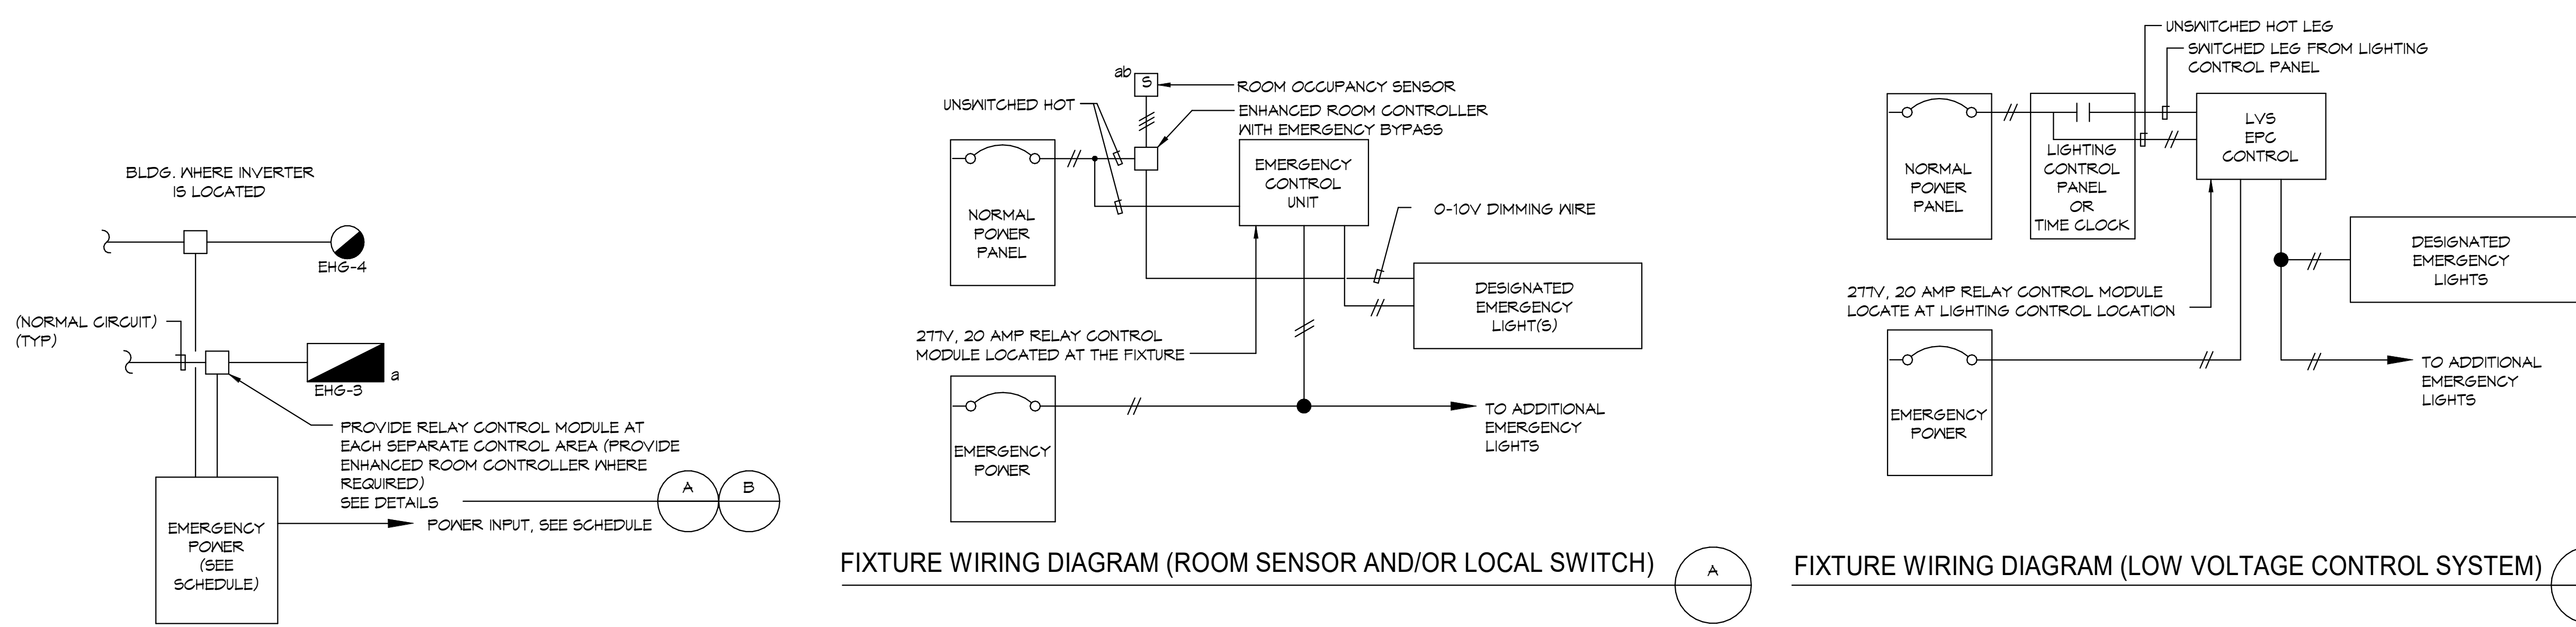 BLDG. WHERE INVERTER
IS LOCATED
EHG-4
(NORMAL CIRCUIT)
(TYP)
EHG-3
a
PROVIDE RELAY CONTROL MODULE AT
EACH SEPARATE CONTROL AREA (PROVIDE
ENHANCED ROOM CONTROLLER WHERE
REQUIRED)
SEE DETAILS
A
B
POWER INPUT, SEE SCHEDULE
EMERGENCY
POWER
(SEE
SCHEDULE)
ab
S
ROOM OCCUPANCY SENSOR
UNSWITCHED HOT
ENHANCED ROOM CONTROLLER
WITH EMERGENCY BYPASS
NORMAL
POWER
PANEL
EMERGENCY
CONTROL
UNIT
0-10V DIMMING WIRE
DESIGNATED
EMERGENCY
LIGHT(S)
277V, 20 AMP RELAY CONTROL
MODULE LOCATED AT THE FIXTURE
EMERGENCY
POWER
TO ADDITIONAL
EMERGENCY
LIGHTS
FIXTURE WIRING DIAGRAM (ROOM SENSOR AND/OR LOCAL SWITCH)
A
UNSWITCHED HOT LEG
SWITCHED LEG FROM LIGHTING
CONTROL PANEL
NORMAL
POWER
PANEL
LIGHTING
CONTROL
PANEL
OR
TIME CLOCK
LVS
EPC
CONTROL
DESIGNATED
EMERGENCY
LIGHTS
277V, 20 AMP RELAY CONTROL MODULE
LOCATE AT LIGHTING CONTROL LOCATION
EMERGENCY
POWER
TO ADDITIONAL
EMERGENCY
LIGHTS
FIXTURE WIRING DIAGRAM (LOW VOLTAGE CONTROL SYSTEM)